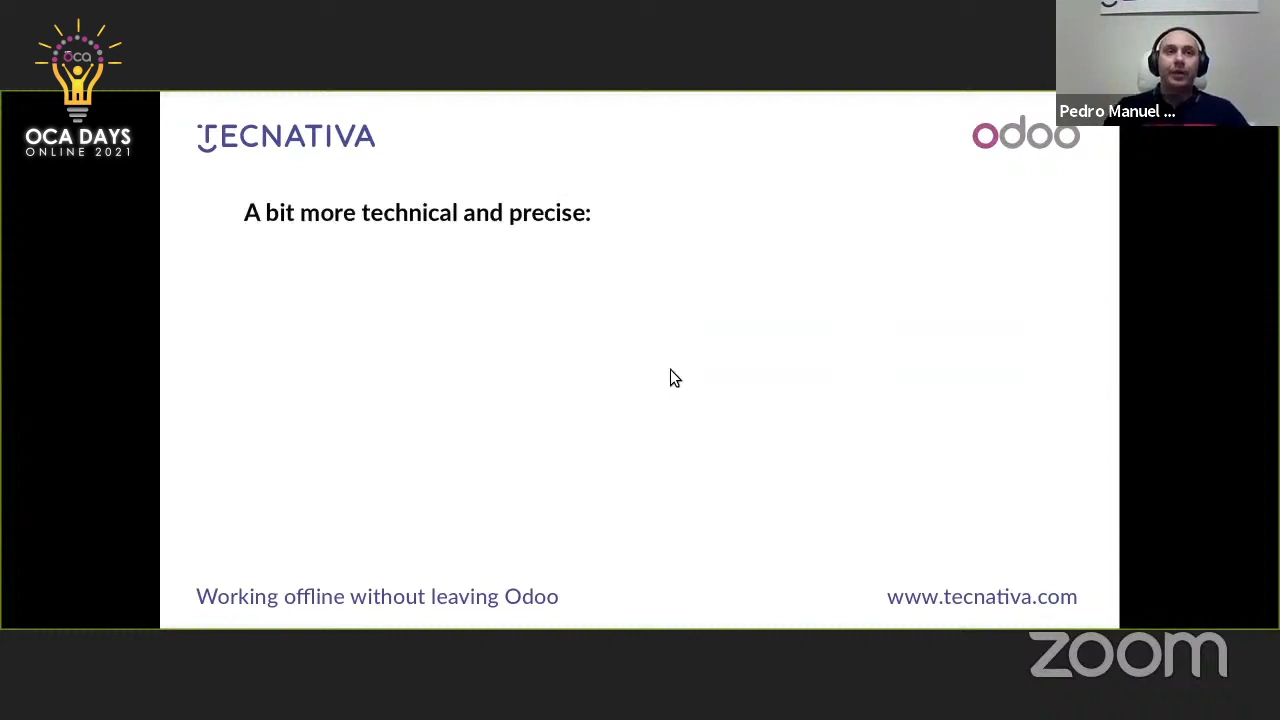 oca
OCA DAYS
ONLINE 2021
Pedro Manuel ...
TECNATIVA
odoo
A bit more technical and precise:
Working offline without leaving Odoo
www.tecnativa.com
zoom